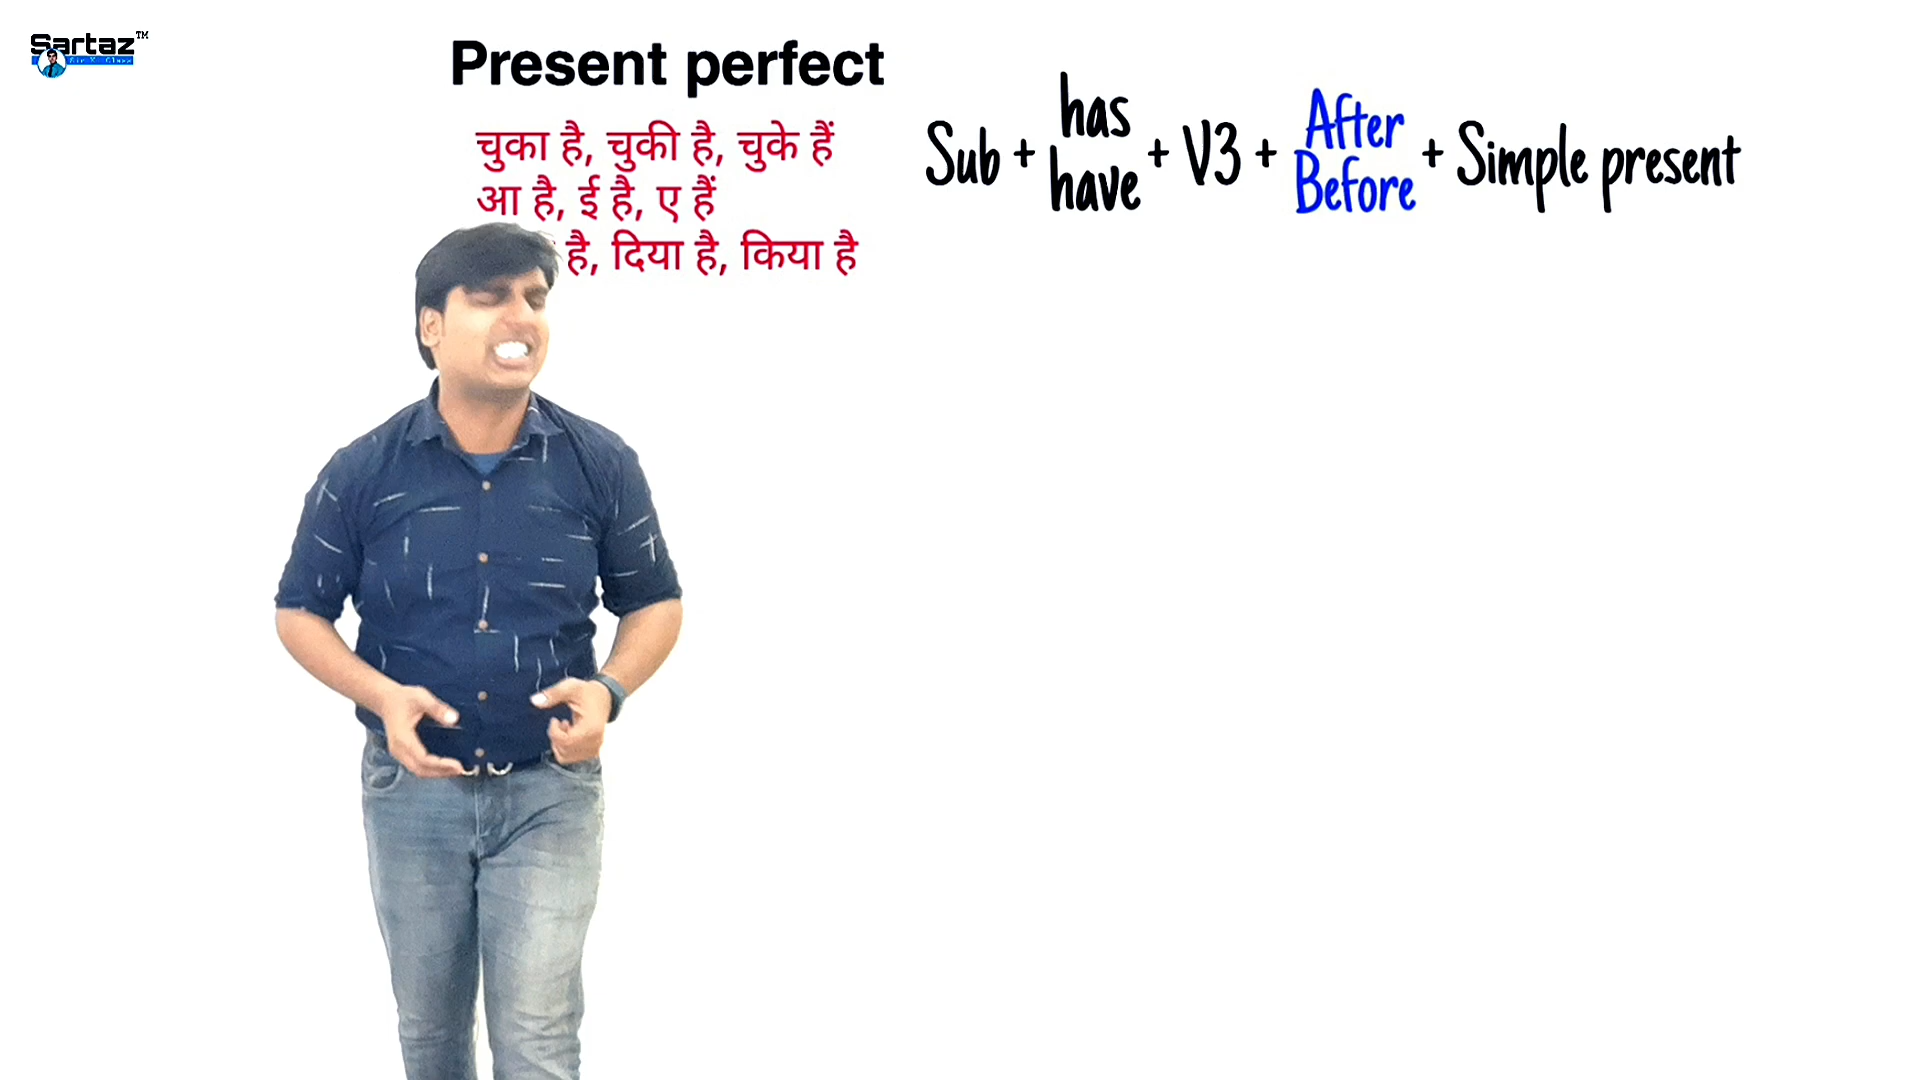 Sartaz™
Present perfect
चुका है, चुकी है, चुके हैं
आ है, ई है, ए हैं
है, दिया है, किया है
Sub + has have + V3 + After Before + Simple present